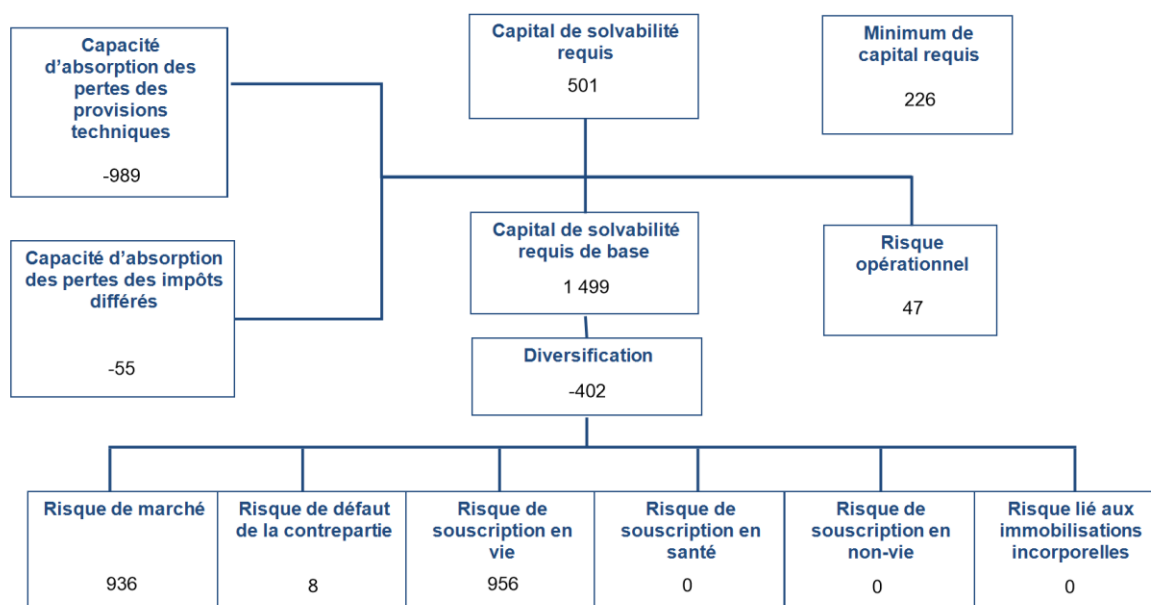 Capacité
d'absorption des
pertes des
provisions
techniques
-989
Capital de solvabilité
requis
501
Minimum de
capital requis
226
Capacité d'absorption
des pertes des impôts
différés
-55
Capital de solvabilité
requis de base
1 499
Risque
opérationnel
47
Diversification
-402
Risque de marché
936
Risque de défaut
de la contrepartie
8
Risque de
souscription en
vie
956
Risque de
souscription en
santé
0
Risque de
souscription en
non-vie
0
Risque lié aux
immobilisations
incorporelles
0